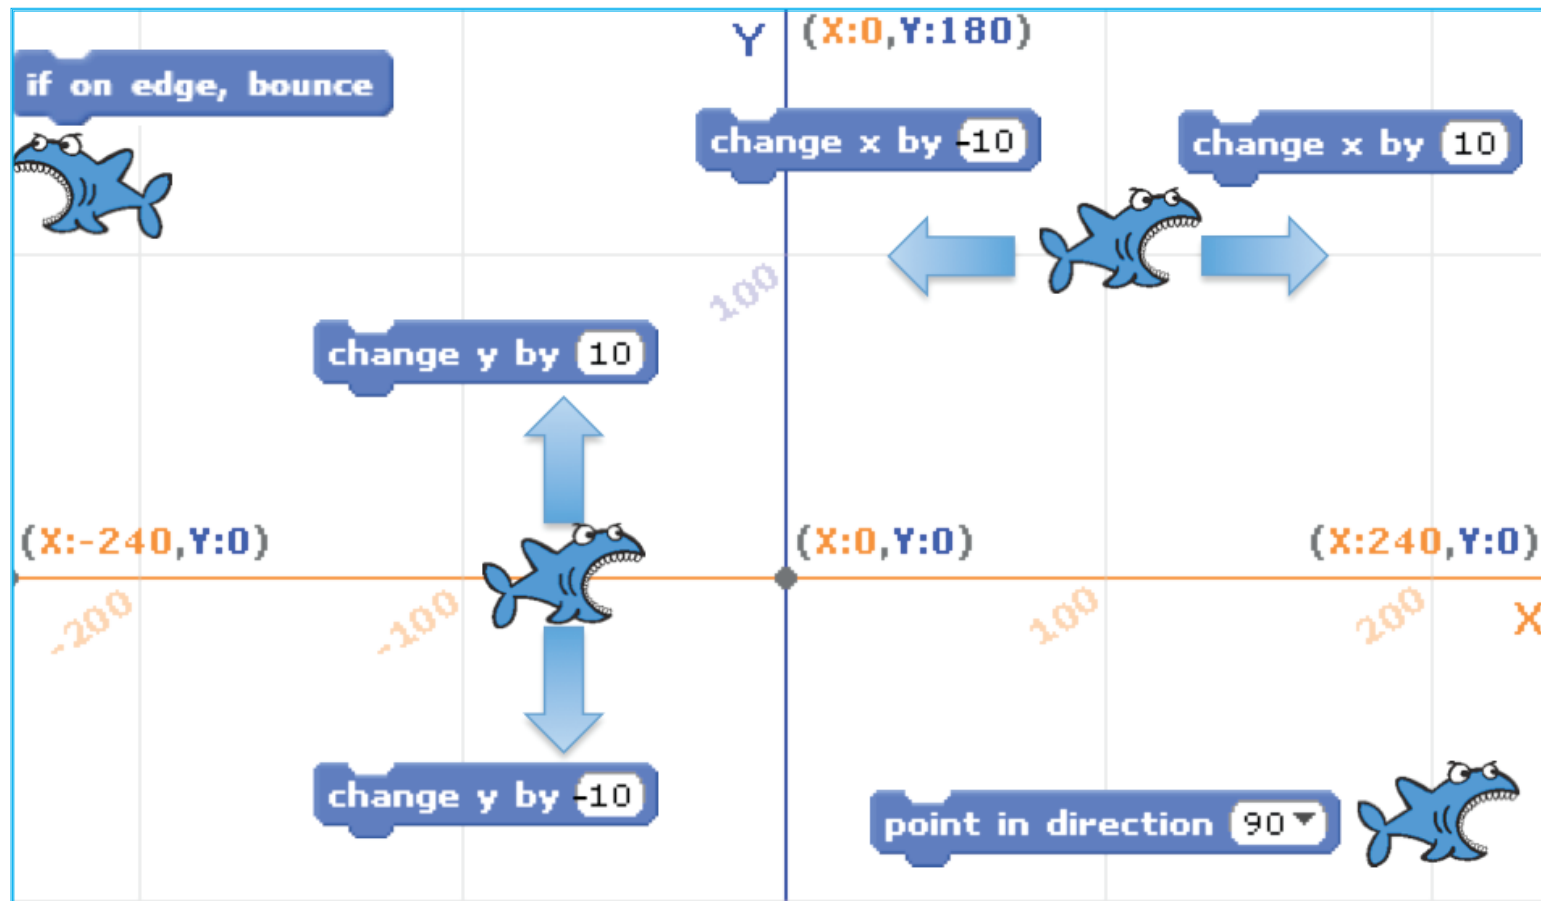 Y
(X:0,Y:180)
if on edge, bounce
change x by -10
change x by 10
100
change y by 10
(X:-240,Y:0)
(X:0,Y:0)
(X:240,Y:0)
-200
-100
100
200
X
change y by -10
point in direction 90